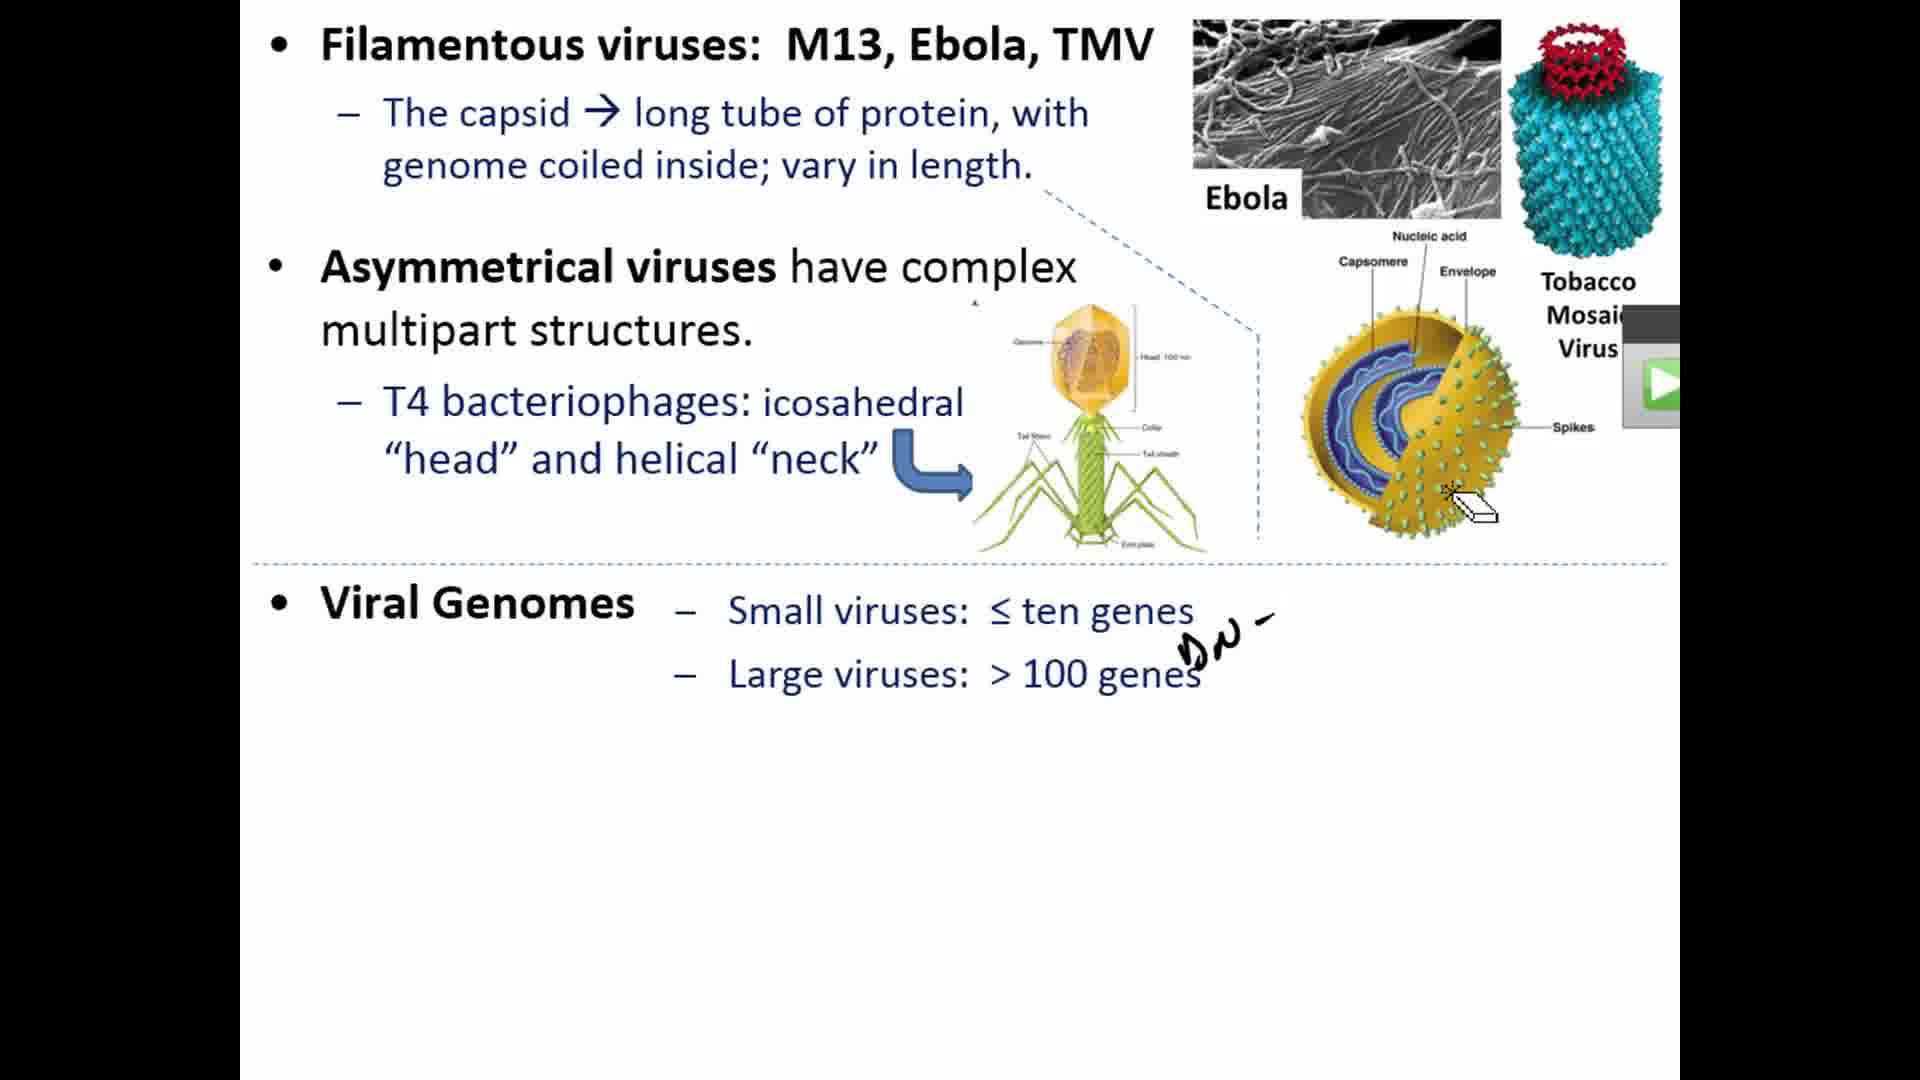 • Filamentous viruses: M13, Ebola, TMV
– The capsid → long tube of protein, with
genome coiled inside; vary in length.
Ebola
Tobacco
Mosaic
Virus
• Asymmetrical viruses have complex
multipart structures.
– T4 bacteriophages: icosahedral
“head” and helical “neck”
Genome
Head
Collar
Tail fibers
Tail sheath
End plate
Nucleic acid
Capsomere
Envelope
Spikes
• Viral Genomes
– Small viruses: ≤ ten genes
– Large viruses: > 100 genes
DN